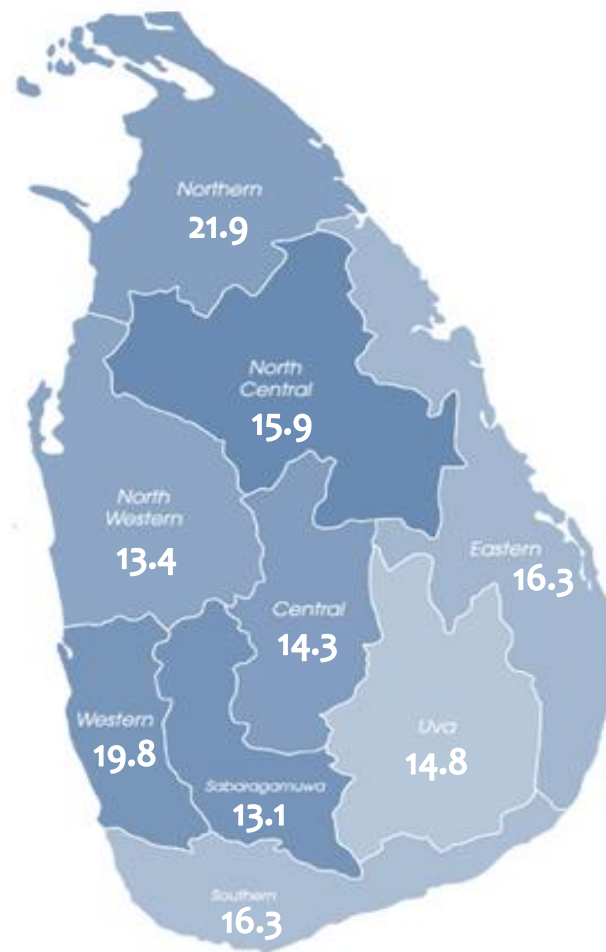 Northern
21.9
North
Central
15.9
North
Western
13.4
Eastern
16.3
Central
14.3
Western
19.8
Uva
14.8
Sabaragamuwa
13.1
Southern
16.3